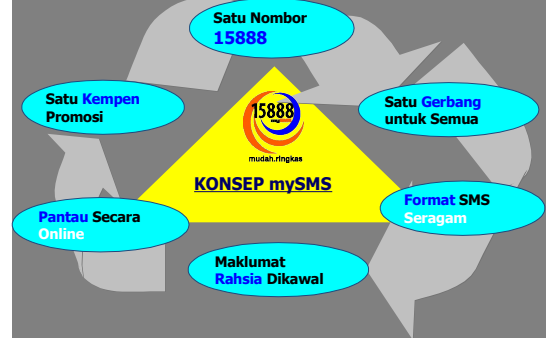 Satu Nombor
15888
Satu Kempen
Promosi
Satu Gerbang
untuk Semua
15888
mudah.ringkas
KONSEP mySMS
Pantau Secara
Online
Format SMS
Seragam
Maklumat
Rahsia Dikawal